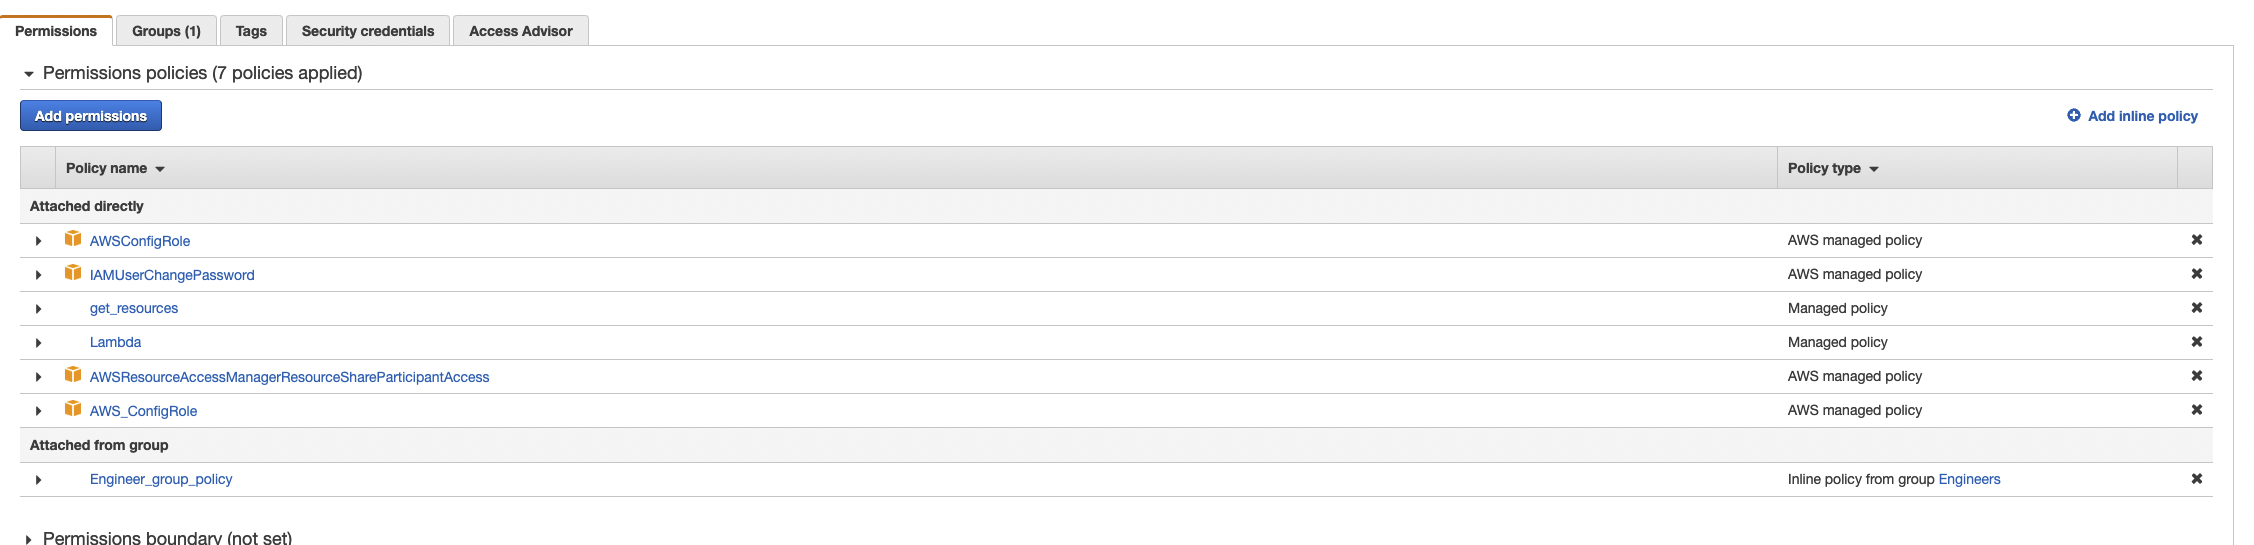 Permissions Groups (1) Tags Security credentials Access Advisor
Permissions policies (7 policies applied)
Add permissions Add inline policy
Policy name Policy type
Attached directly
AWSConfigRole AWS managed policy
IAMUserChangePassword AWS managed policy
get_resources Managed policy
Lambda Managed policy
AWSResourceAccessManagerResourceShareParticipantAccess AWS managed policy
AWS_ConfigRole AWS managed policy
Attached from group
Engineer_group_policy Inline policy from group Engineers
Permissions boundary (not set)